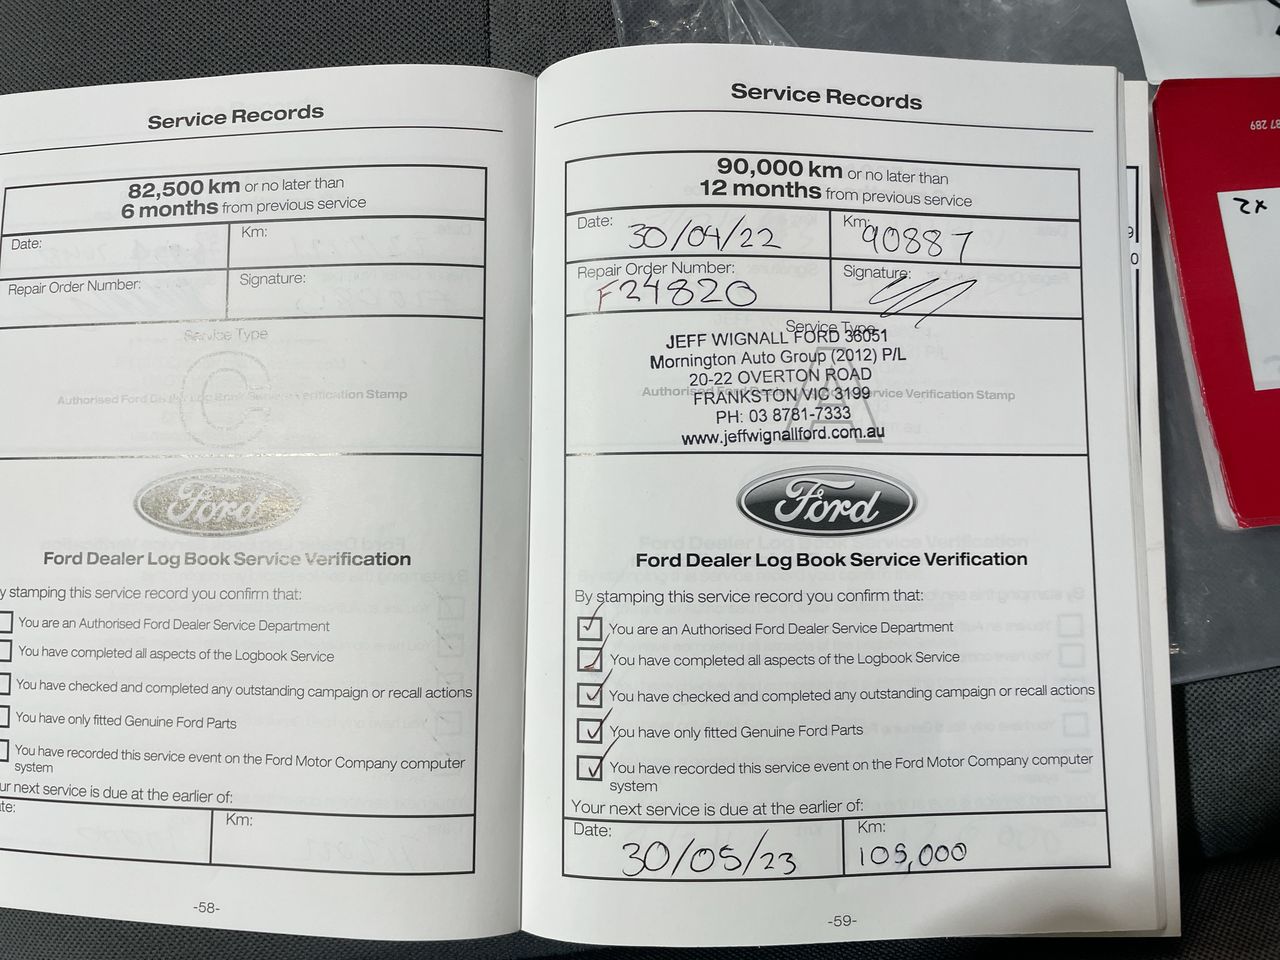 Service Records
82,500 km or no later than
6 months from previous service
Date:
Km:
Repair Order Number:
Signature:
Service Type
C
Authorised Ford Dealer Log Book Service Verification Stamp
Ford
Ford Dealer Log Book Service Verification
y stamping this service record you confirm that:
You are an Authorised Ford Dealer Service Department
You have completed all aspects of the Logbook Service
You have checked and completed any outstanding campaign or recall actions
You have only fitted Genuine Ford Parts
You have recorded this service event on the Ford Motor Company computer
system
ur next service is due at the earlier of:
te:
Km:
-58-
Service Records
90,000 km or no later than
12 months from previous service
Date: 30/04/22
Km: 90887
Repair Order Number:
F24820
Signature:
Service Type
JEFF WIGNALL FORD 36051
Mornington Auto Group (2012) P/L
20-22 OVERTON ROAD
A
Authorised Ford Dealer Service Verification Stamp
FRANKSTON VIC 3199
PH: 03 8781-7333
www.jeffwignallford.com.au
Ford
Ford Dealer Log Book Service Verification
By stamping this service record you confirm that:
You are an Authorised Ford Dealer Service Department
You have completed all aspects of the Logbook Service
You have checked and completed any outstanding campaign or recall actions
You have only fitted Genuine Ford Parts
You have recorded this service event on the Ford Motor Company computer
system
Your next service is due at the earlier of:
Date:
30/05/23
Km:
105,000
-59-